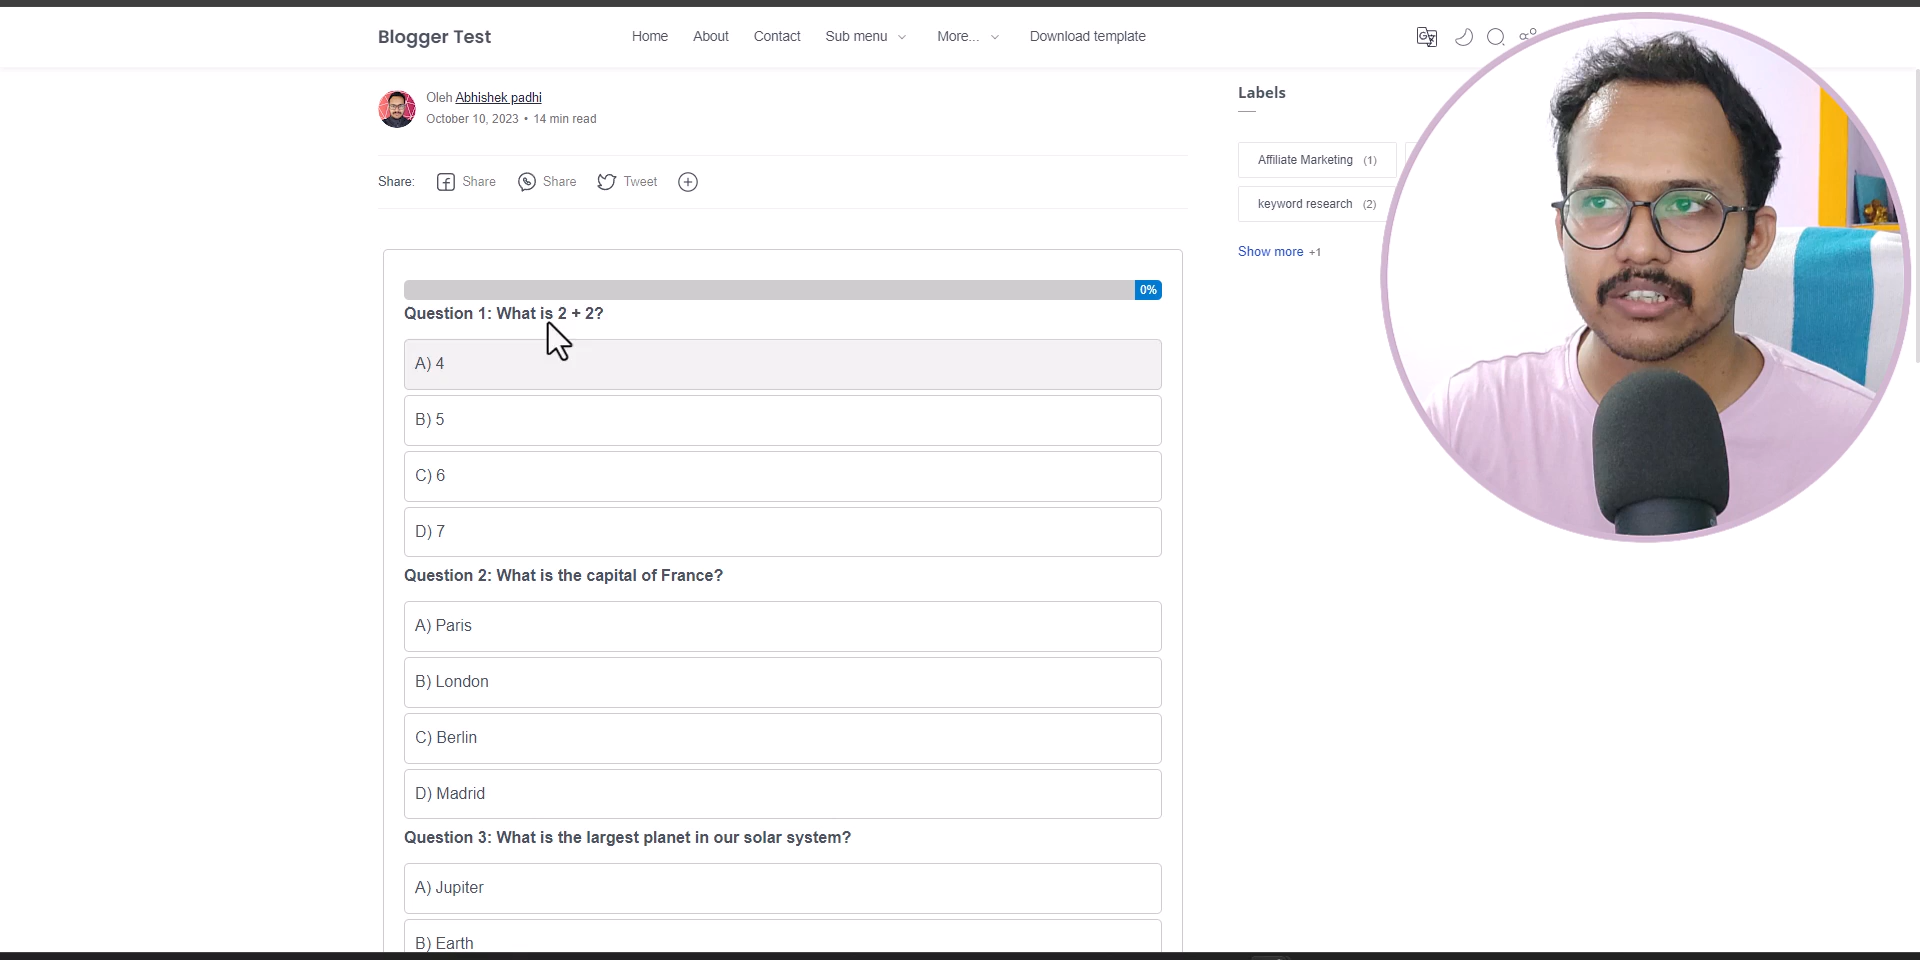 Blogger Test
Home About Contact Sub menu More... Download template
Oleh Abhishek padhi
October 10, 2023 • 14 min read
Share: Share Share Tweet
Labels
Affiliate Marketing (1)
keyword research (2)
Show more +1
0%
Question 1: What is 2 + 2?
A) 4
B) 5
C) 6
D) 7
Question 2: What is the capital of France?
A) Paris
B) London
C) Berlin
D) Madrid
Question 3: What is the largest planet in our solar system?
A) Jupiter
B) Earth